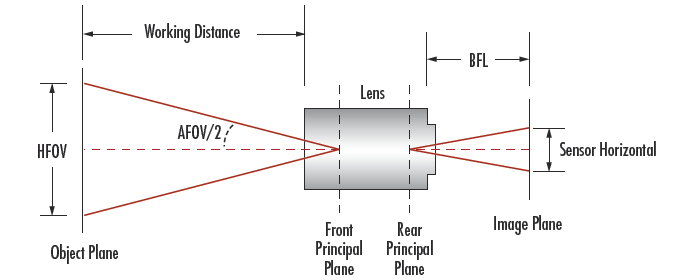 Working Distance
BFL
Lens
AFOV/2
HFOV
Sensor Horizontal
Object Plane
Front
Principal
Plane
Rear
Principal
Plane
Image Plane